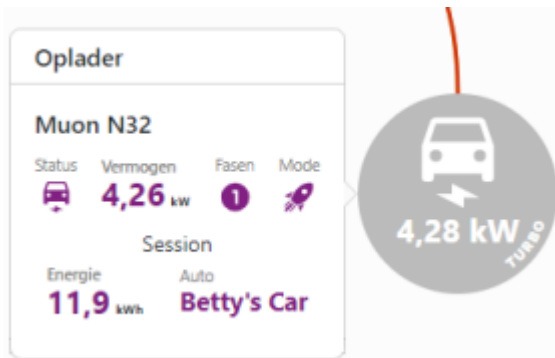 Oplader
Muon N32
Status Vermogen Fasen Mode
4,26 kW 1
Session
Energie Auto
11,9 kWh Betty's Car
4,28 kW
TURBO